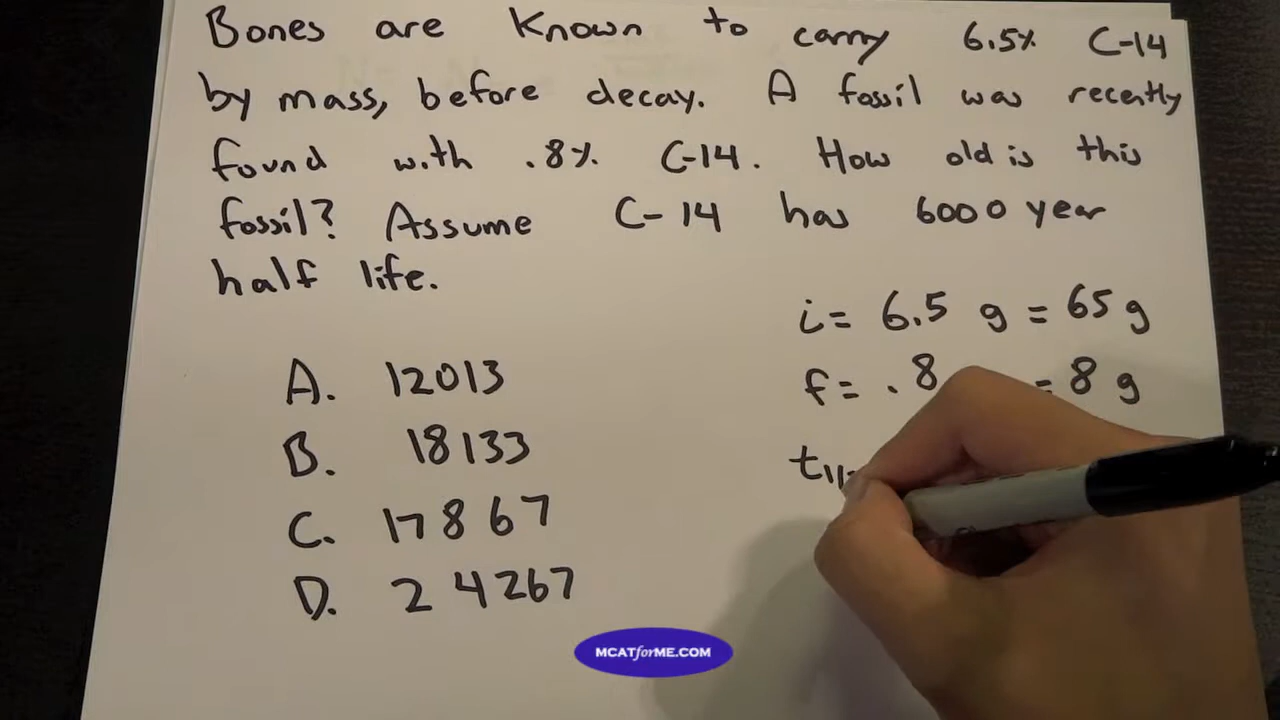 Bones are known to carry 6.5% C-14
by mass, before decay. A fossil was recently
found with .8% C-14. How old is this
fossil? Assume C-14 has 6000 year
half life.
i= 6.5 g = 65 g
f= .8 = 8 g
A. 12013
B. 18133
C. 17867
D. 24267
MCATforME.COM